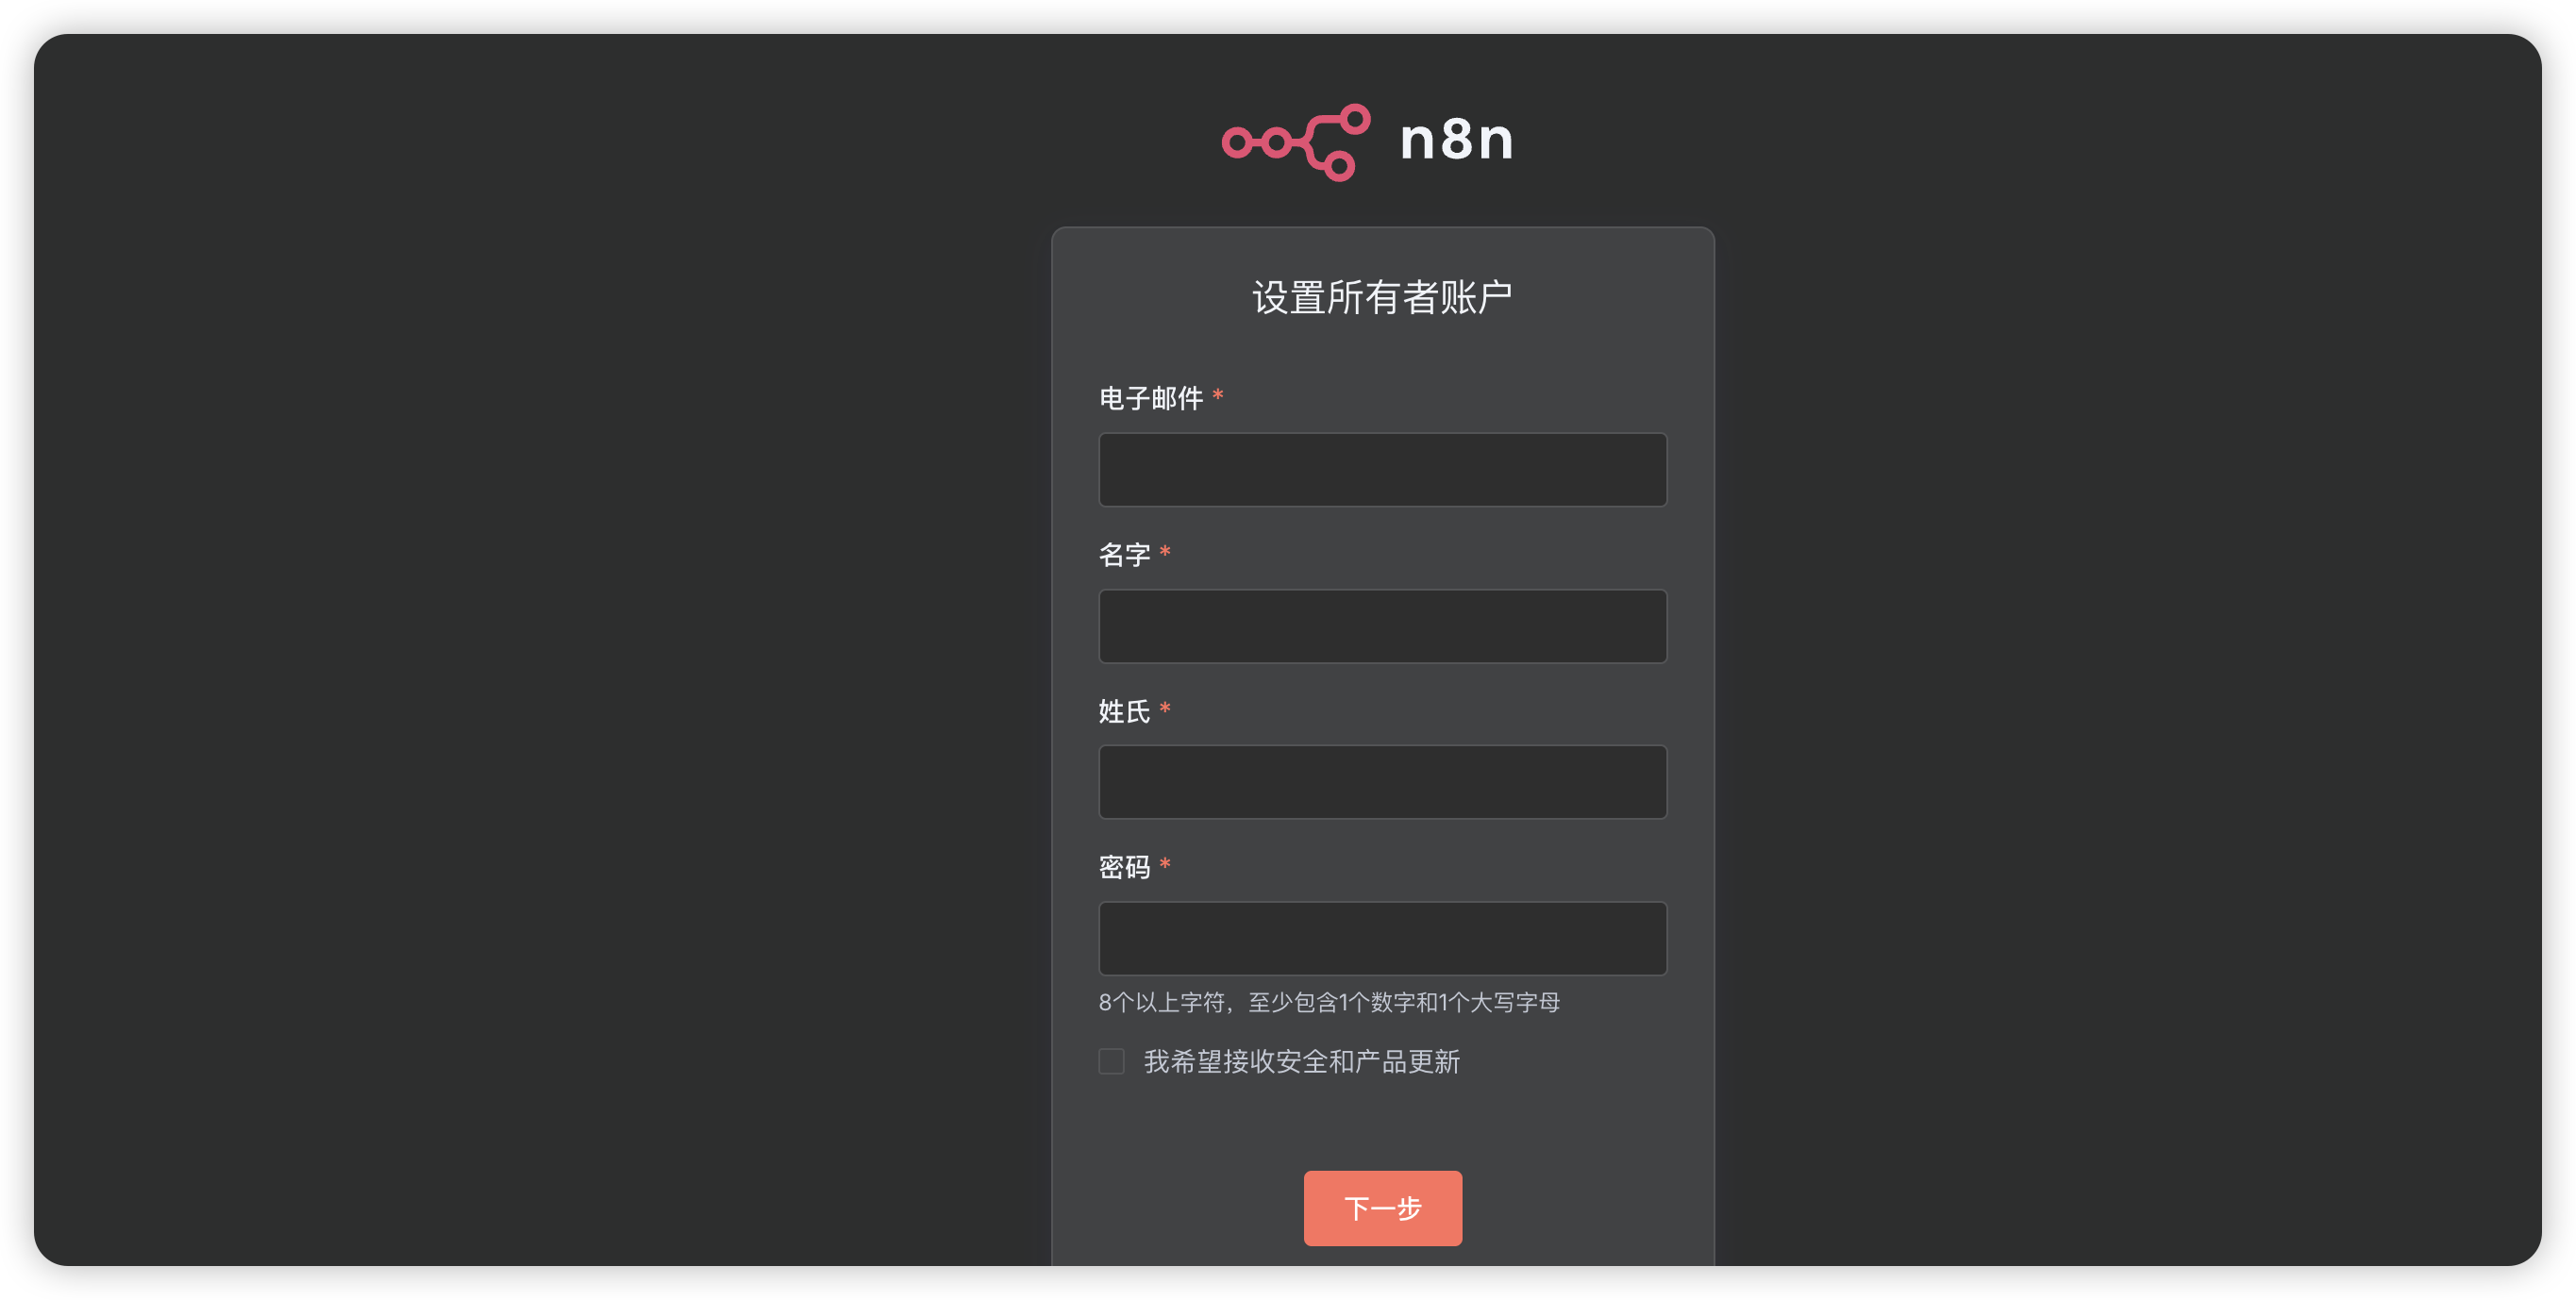 n8n
设置所有者账户
电子邮件 *
名字 *
姓氏 *
密码 *
8个以上字符，至少包含1个数字和1个大写字母
我希望接收安全和产品更新
下一步